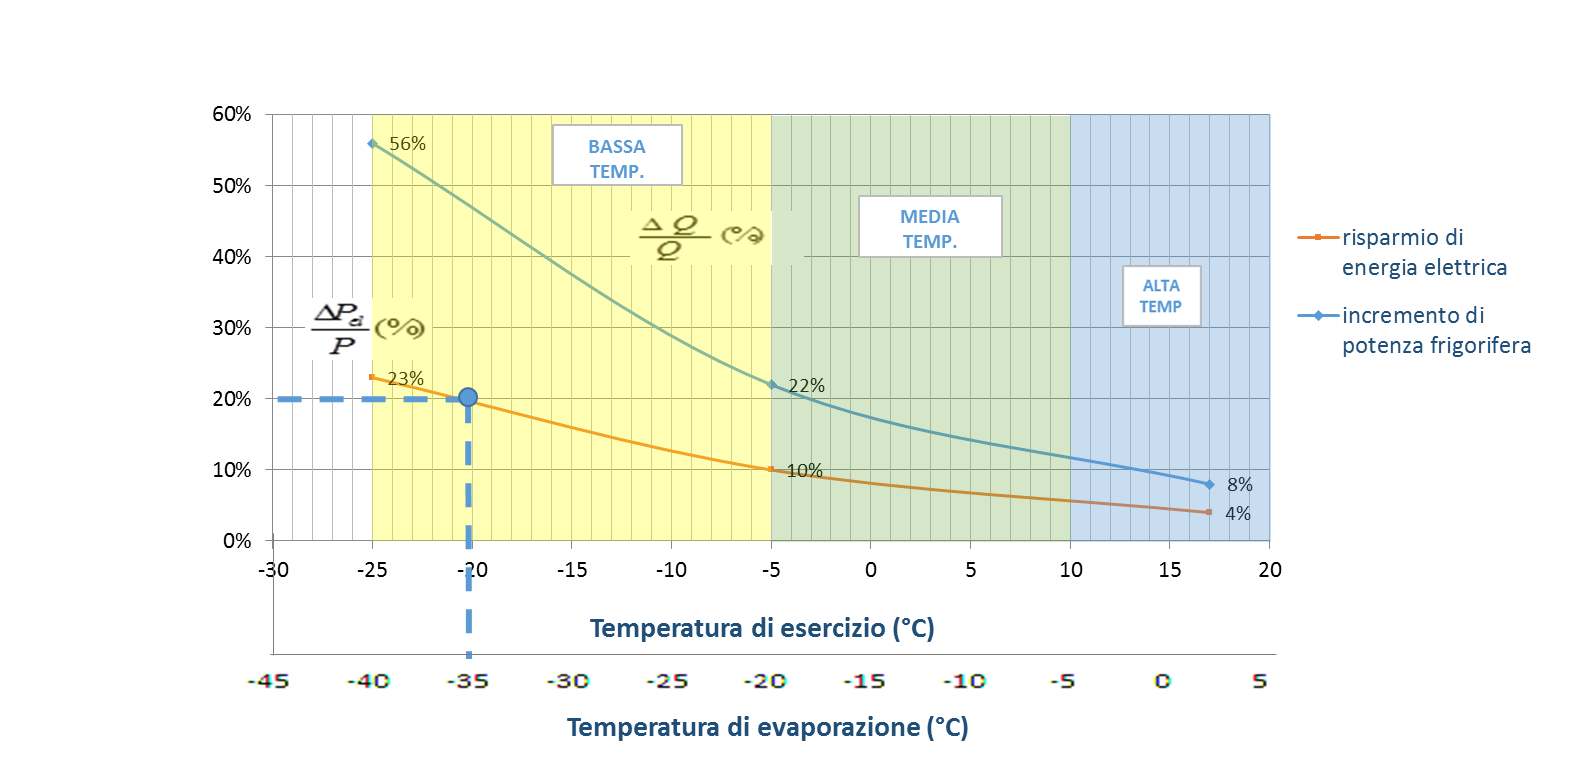 60%
50%
40%
30%
20%
10%
0%
56%
22%
8%
23%
10%
4%
BASSA
TEMP.
MEDIA
TEMP.
ALTA
TEMP
Δ Q
Q
(%)
ΔPel
P
(%)
risparmio di
energia elettrica
incremento di
potenza frigorifera
-30 -25 -20 -15 -10 -5 0 5 10 15 20
Temperatura di esercizio (°C)
-45 -40 -35 -30 -25 -20 -15 -10 -5 0 5
Temperatura di evaporazione (°C)